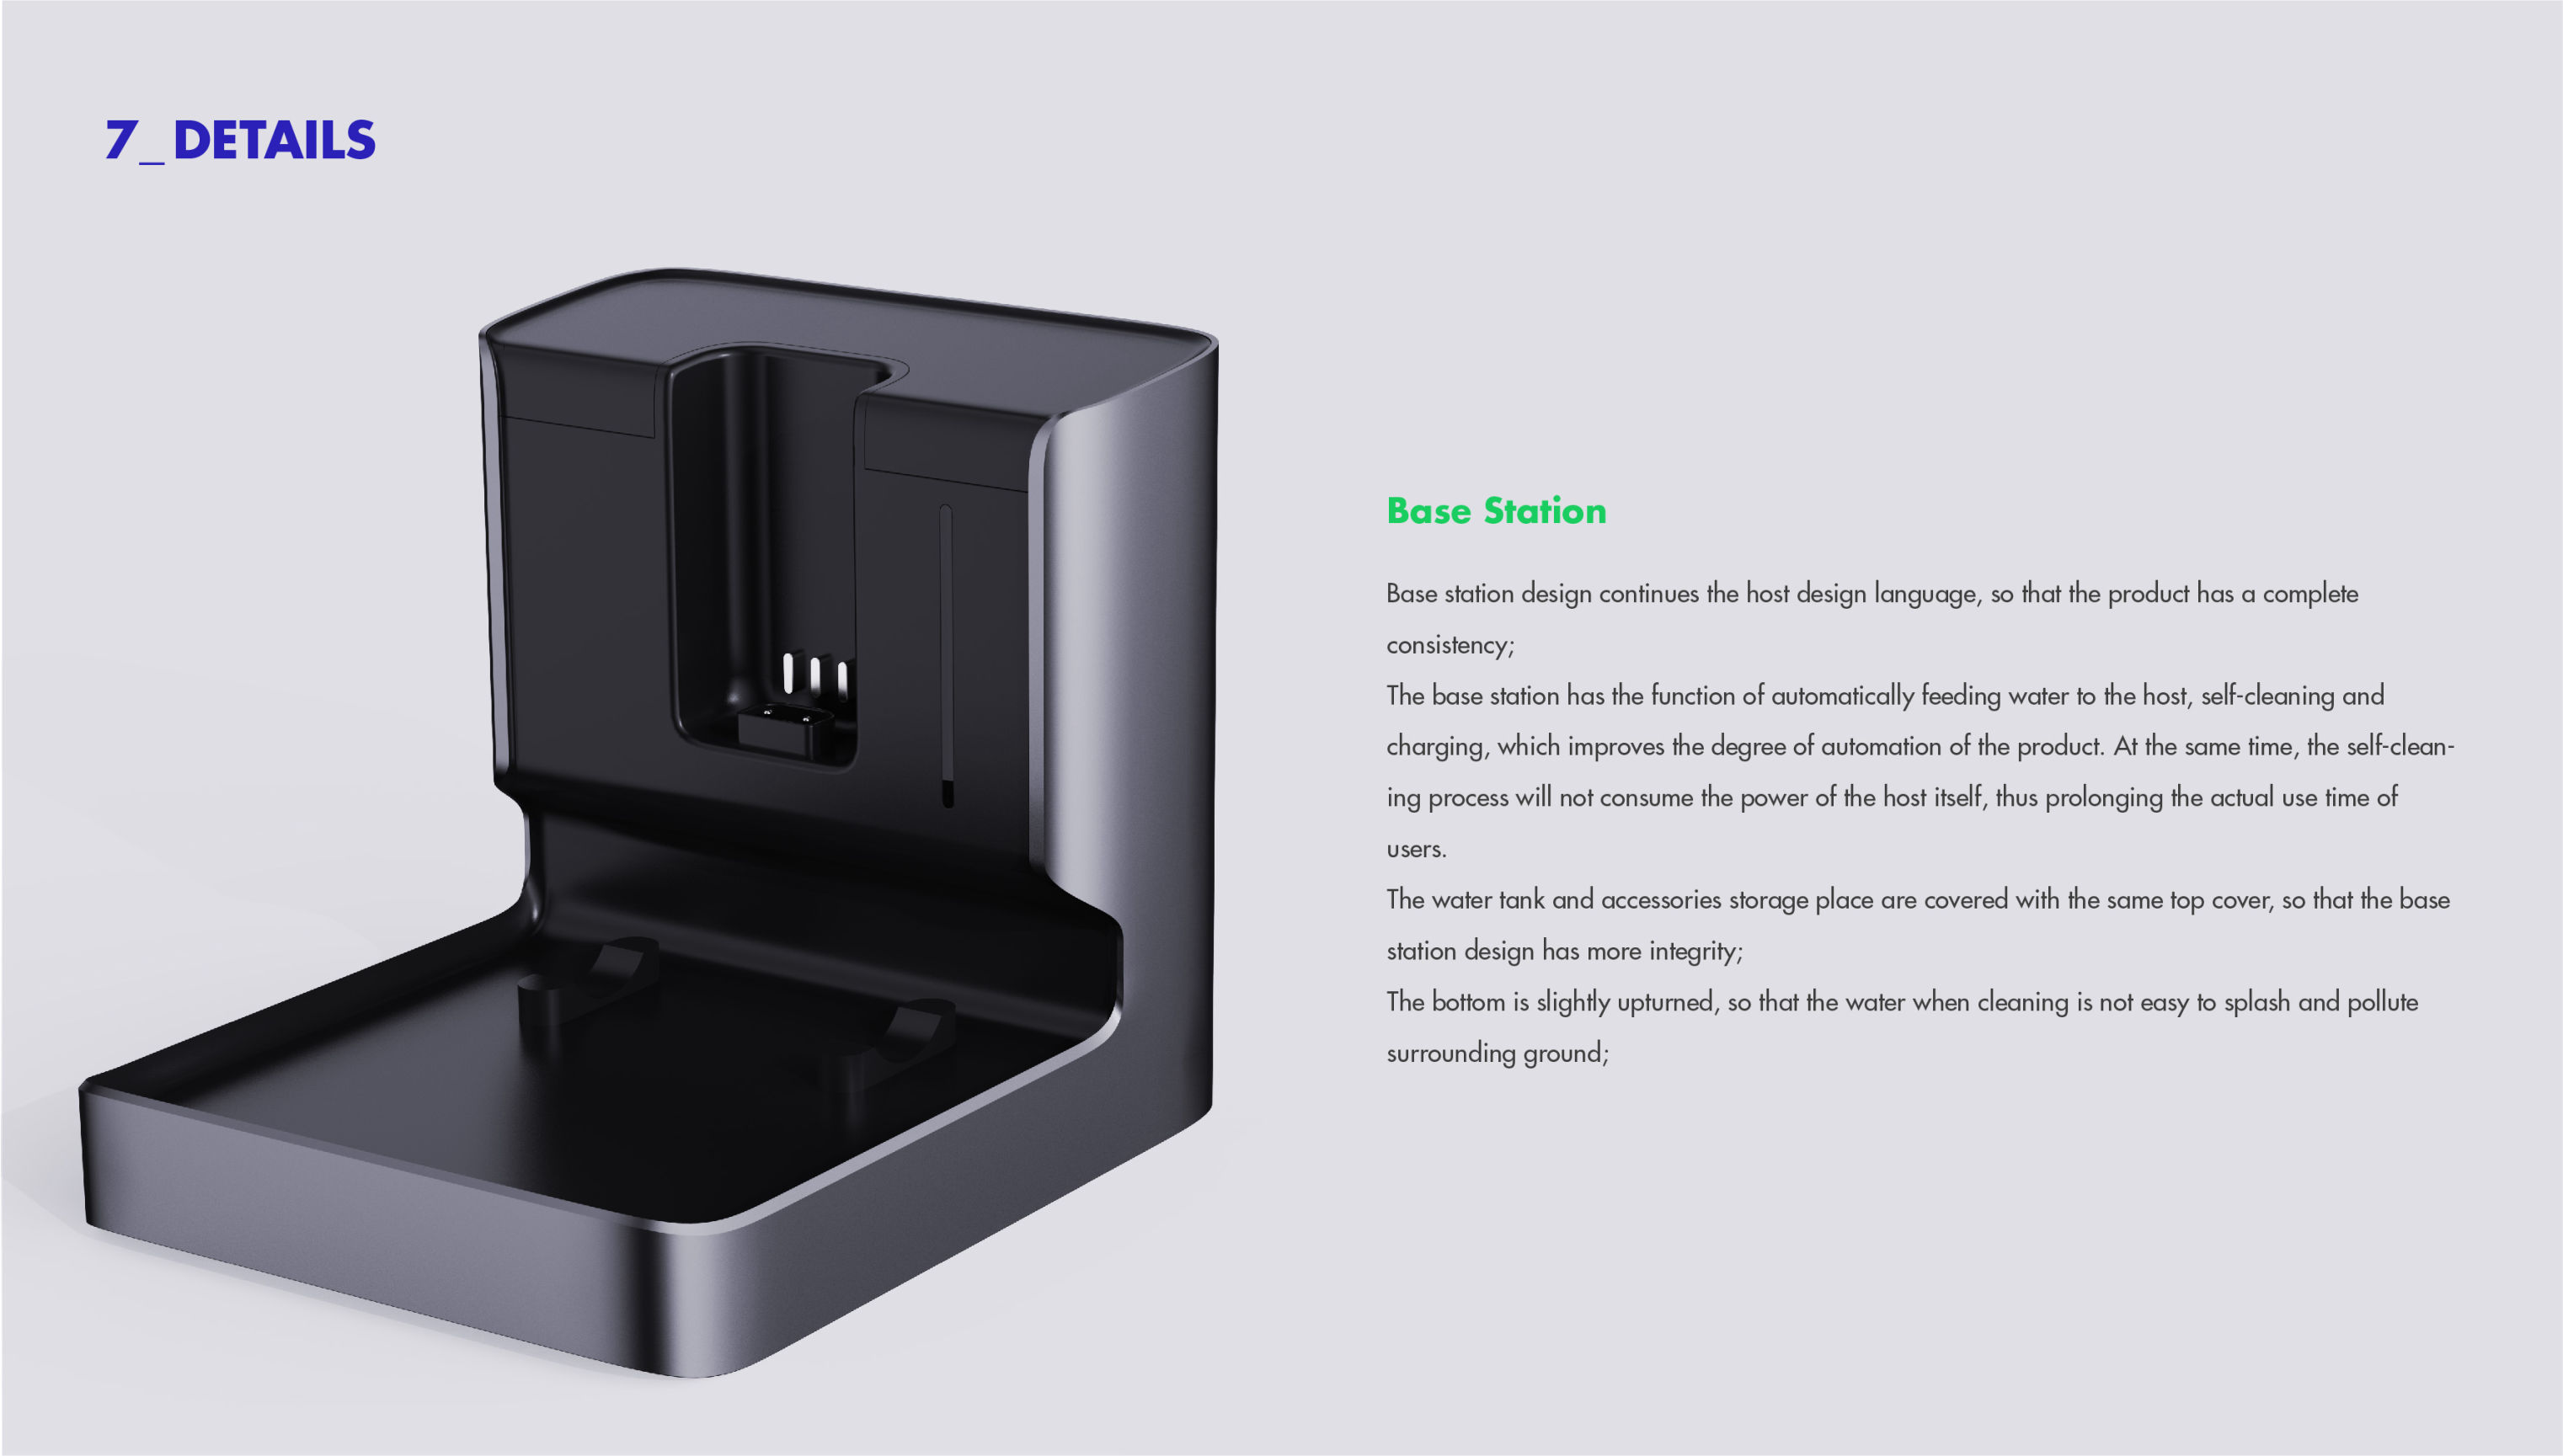 7_ DETAILS
Base Station
Base station design continues the host design language, so that the product has a complete
consistency;
The base station has the function of automatically feeding water to the host, self-cleaning and
charging, which improves the degree of automation of the product. At the same time, the self-clean-
ing process will not consume the power of the host itself, thus prolonging the actual use time of
users.
The water tank and accessories storage place are covered with the same top cover, so that the base
station design has more integrity;
The bottom is slightly upturned, so that the water when cleaning is not easy to splash and pollute
surrounding ground;